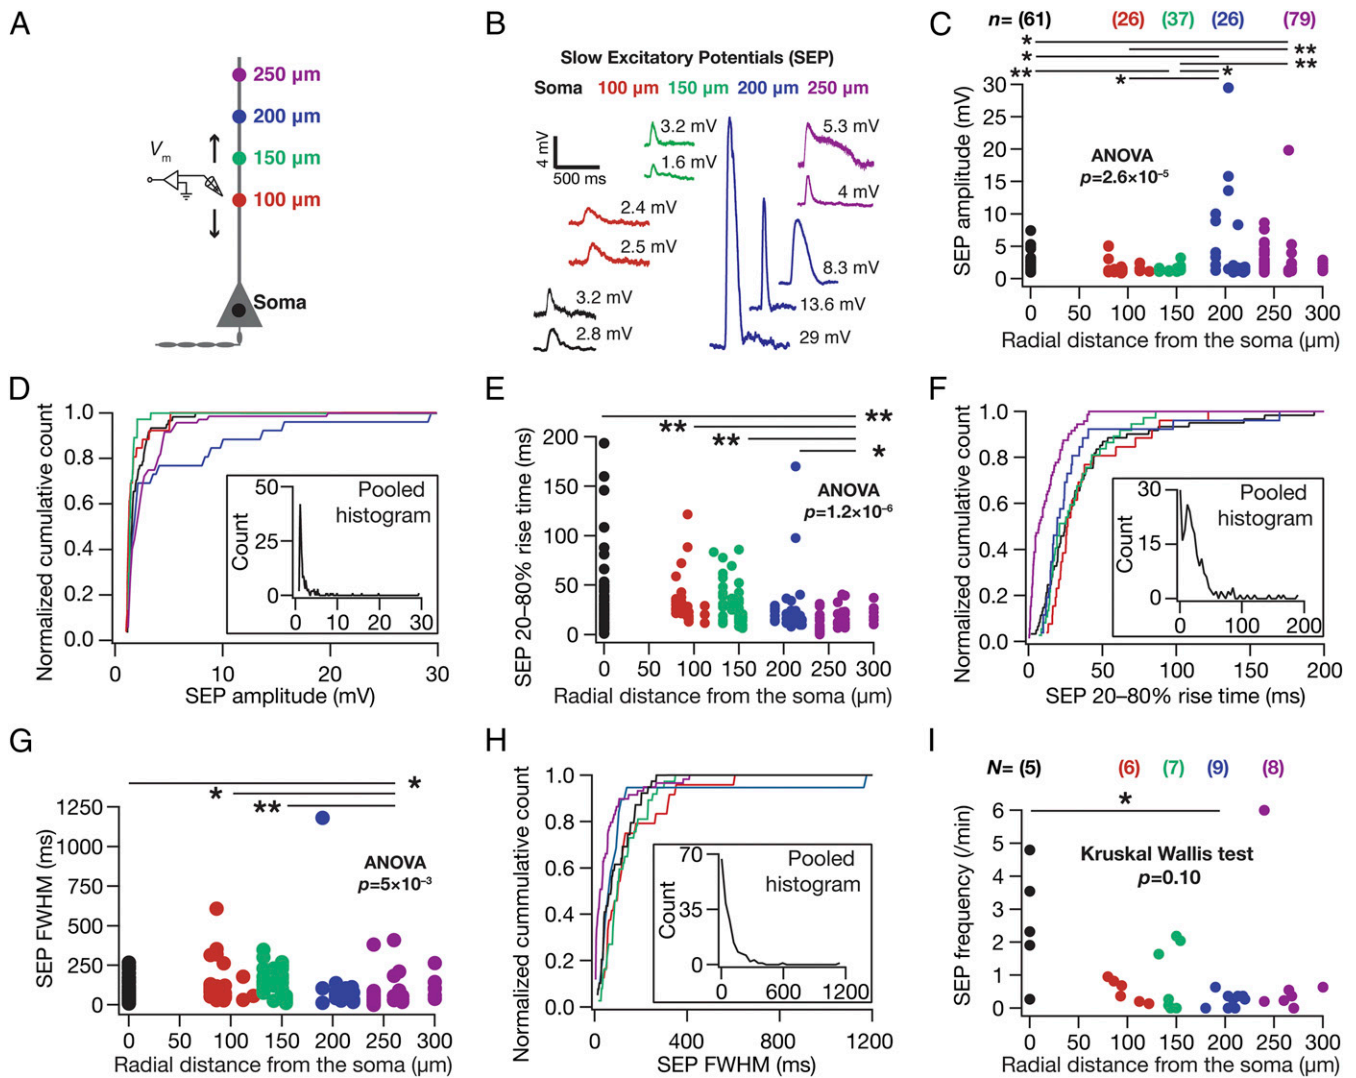 A
250 µm
200 µm
150 µm
100 µm
Vm
Soma
B
Slow Excitatory Potentials (SEP)
Soma 100 µm 150 µm 200 µm 250 µm
4 mV
500 ms
3.2 mV
1.6 mV
5.3 mV
4 mV
2.4 mV
2.5 mV
8.3 mV
3.2 mV
13.6 mV
2.8 mV
29 mV
C
n= (61) (26) (37) (26) (79)
*
**
*
**
**
*
*
SEP amplitude (mV)
30
25
20
15
10
5
0
ANOVA
p=2.6×10⁻⁵
0 50 100 150 200 250 300
Radial distance from the soma (µm)
D
Normalized cumulative count
1.0
0.8
0.6
0.4
0.2
0.0
0 10 20 30
SEP amplitude (mV)
Pooled
histogram
Count
50
25
0
0 10 20 30
E
**
**
**
*
SEP 20–80% rise time (ms)
200
150
100
50
0
ANOVA
p=1.2×10⁻⁶
0 50 100 150 200 250 300
Radial distance from the soma (µm)
F
Normalized cumulative count
1.0
0.8
0.6
0.4
0.2
0.0
0 50 100 150 200
SEP 20–80% rise time (ms)
Pooled
histogram
Count
30
15
0
0 100 200
G
*
*
**
SEP FWHM (ms)
1250
1000
750
500
250
0
ANOVA
p=5×10⁻³
0 50 100 150 200 250 300
Radial distance from the soma (µm)
H
Normalized cummulative count
1.0
0.8
0.6
0.4
0.2
0.0
0 400 800 1200
SEP FWHM (ms)
Pooled
histogram
Count
70
35
0
0 600 1200
I
N= (5) (6) (7) (9) (8)
*
SEP frequency (/min)
6
5
4
3
2
1
0
Kruskal Wallis test
p=0.10
0 50 100 150 200 250 300
Radial distance from the soma (µm)